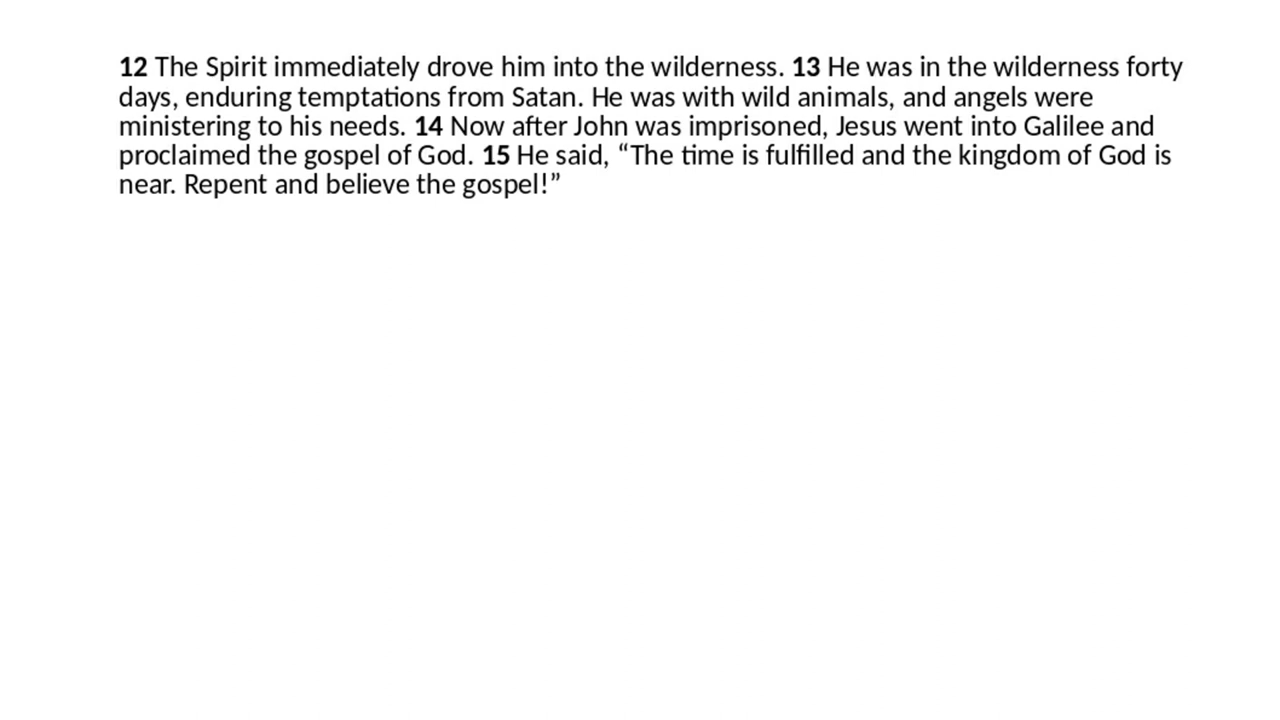 12 The Spirit immediately drove him into the wilderness. 13 He was in the wilderness forty
days, enduring temptations from Satan. He was with wild animals, and angels were
ministering to his needs. 14 Now after John was imprisoned, Jesus went into Galilee and
proclaimed the gospel of God. 15 He said, “The time is fulfilled and the kingdom of God is
near. Repent and believe the gospel!”